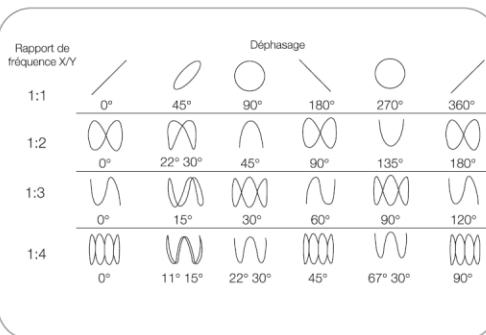 Rapport de
fréquence X/Y
Déphasage
1:1
0° 45° 90° 180° 270° 360°
1:2
0° 22° 30° 45° 90° 135° 180°
1:3
0° 15° 30° 60° 90° 120°
1:4
0° 11° 15° 22° 30° 45° 67° 30° 90°